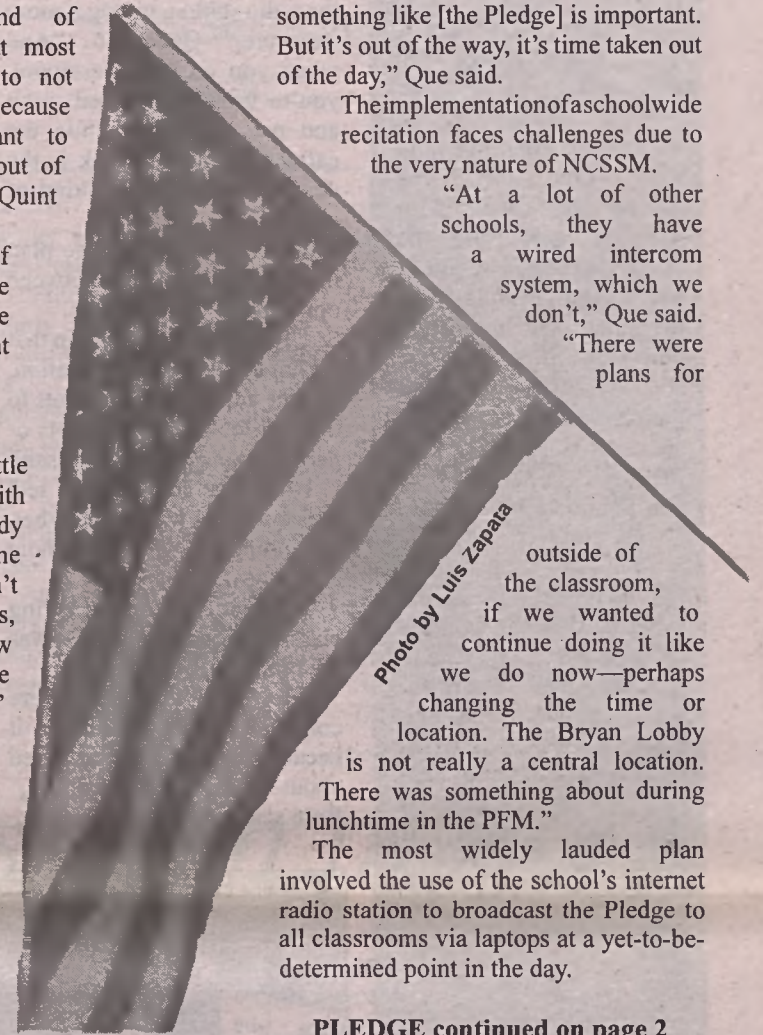 nd of
t most
to not
ecause
nt to
out of
Quint
f
e
e
t
ttle
ith
dy
ne
't
s,
w
e
"
something like [the Pledge] is important.
But it's out of the way, it's time taken out
of the day," Que said.
Theimplementationofaschoolwide
recitation faces challenges due to
the very nature of NCSSM.
"At a lot of other
schools, they have
a wired intercom
system, which we
don't," Que said.
"There were
plans for
Photo by Luis Zapata
outside of
the classroom,
if we wanted to
continue doing it like
we do now—perhaps
changing the time or
location. The Bryan Lobby
is not really a central location.
There was something about during
lunchtime in the PFM."
The most widely lauded plan
involved the use of the school's internet
radio station to broadcast the Pledge to
all classrooms via laptops at a yet-to-be-
determined point in the day.
PLEDGE continued on page 2